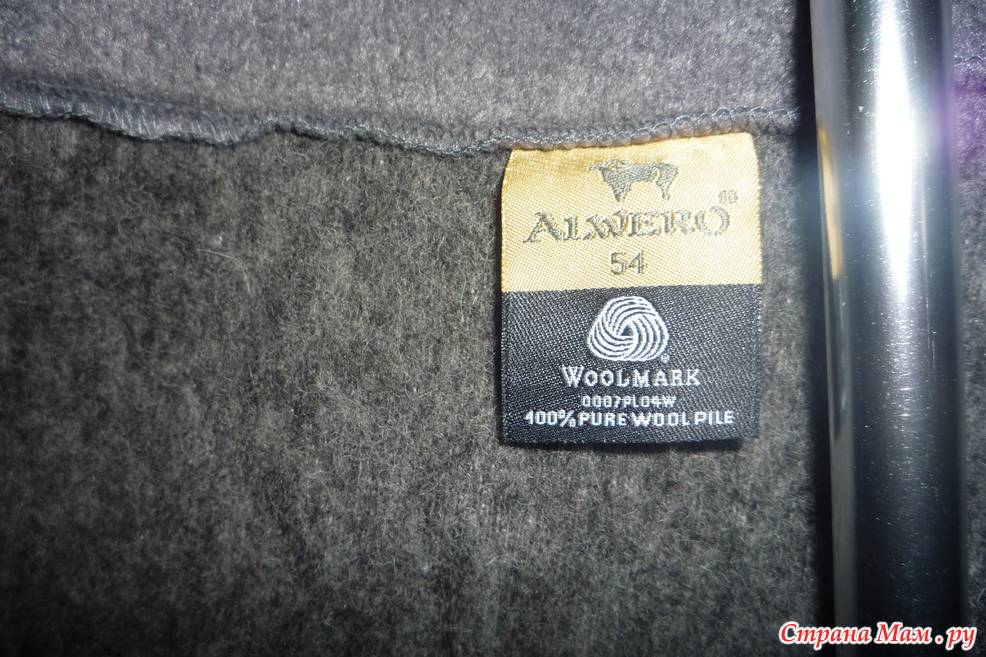 ALWERO®
54
WOOLMARK
0007PL04W
100% PURE WOOL PILE
Страна Мам.ру